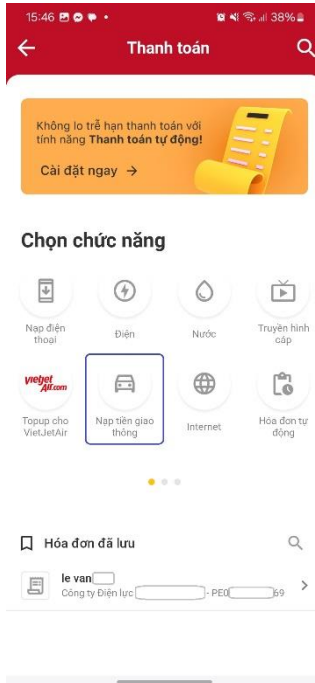 15:46 38%
Thanh toán
Không lo trễ hạn thanh toán với
tính năng Thanh toán tự động!
Cài đặt ngay →
Chọn chức năng
Nạp điện
thoại
Điện
Nước
Truyền hình
cáp
vietjet
Air.com
Topup cho
VietJetAir
Nạp tiền giao
thông
Internet
Hóa đơn tự
động
Hóa đơn đã lưu
le van
Công ty Điện lực - PE0 69